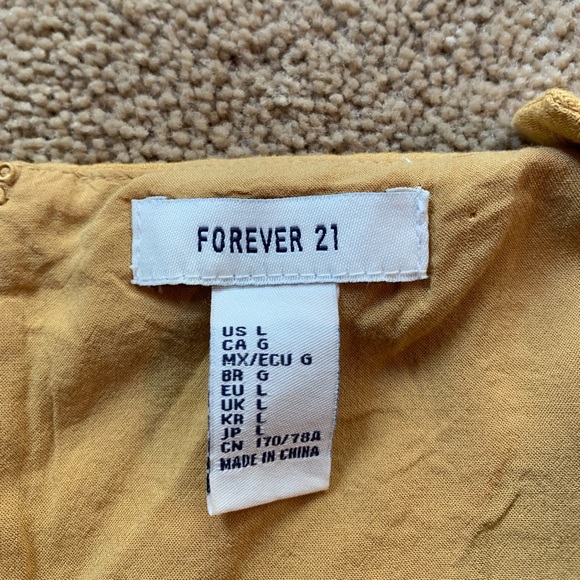 FOREVER 21
US L
CA G
MX/ECU G
BR G
EU L
UK L
KR L
JP L
CN 170/78A
MADE IN CHINA